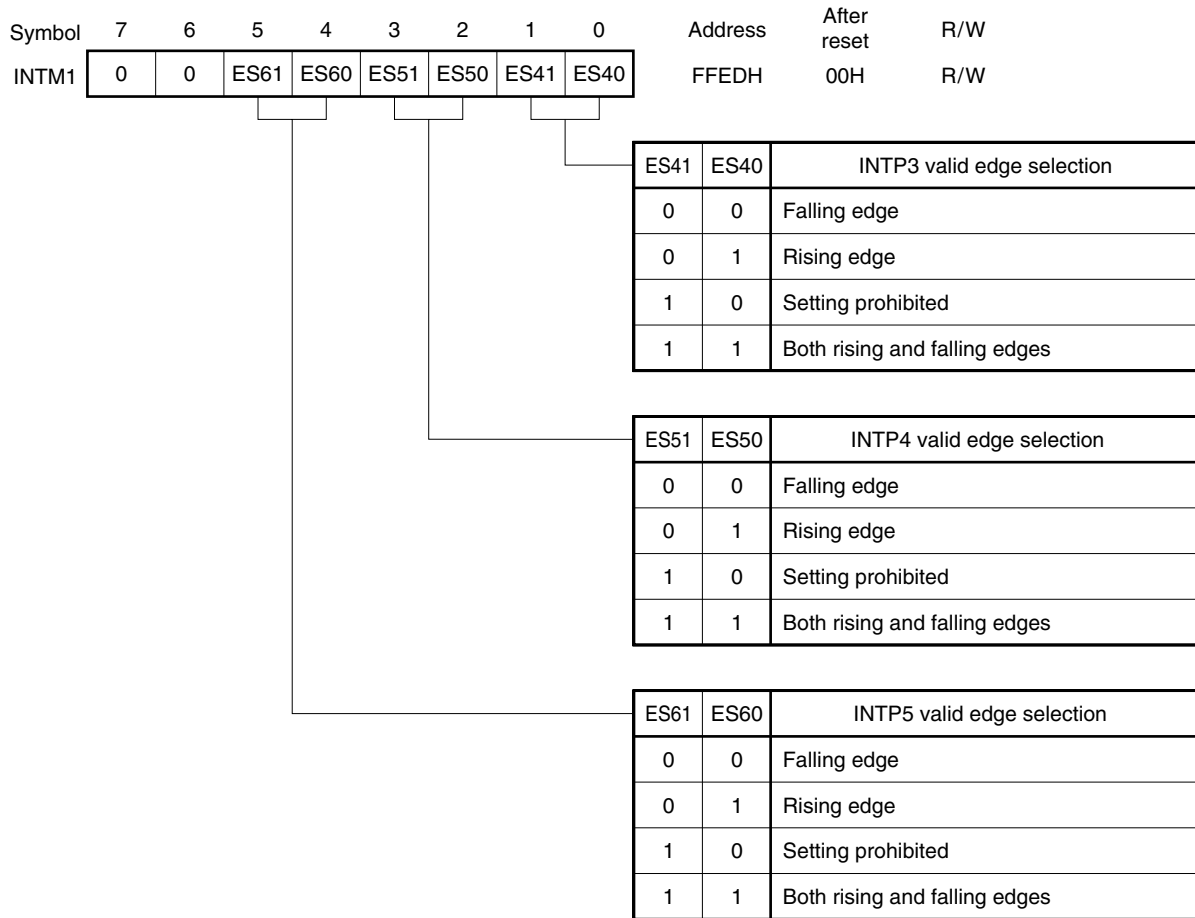 Symbol 7 6 5 4 3 2 1 0 Address After reset R/W
INTM1 0 0 ES61 ES60 ES51 ES50 ES41 ES40 FFEDH 00H R/W
ES41 ES40 INTP3 valid edge selection
0 0 Falling edge
0 1 Rising edge
1 0 Setting prohibited
1 1 Both rising and falling edges
ES51 ES50 INTP4 valid edge selection
0 0 Falling edge
0 1 Rising edge
1 0 Setting prohibited
1 1 Both rising and falling edges
ES61 ES60 INTP5 valid edge selection
0 0 Falling edge
0 1 Rising edge
1 0 Setting prohibited
1 1 Both rising and falling edges